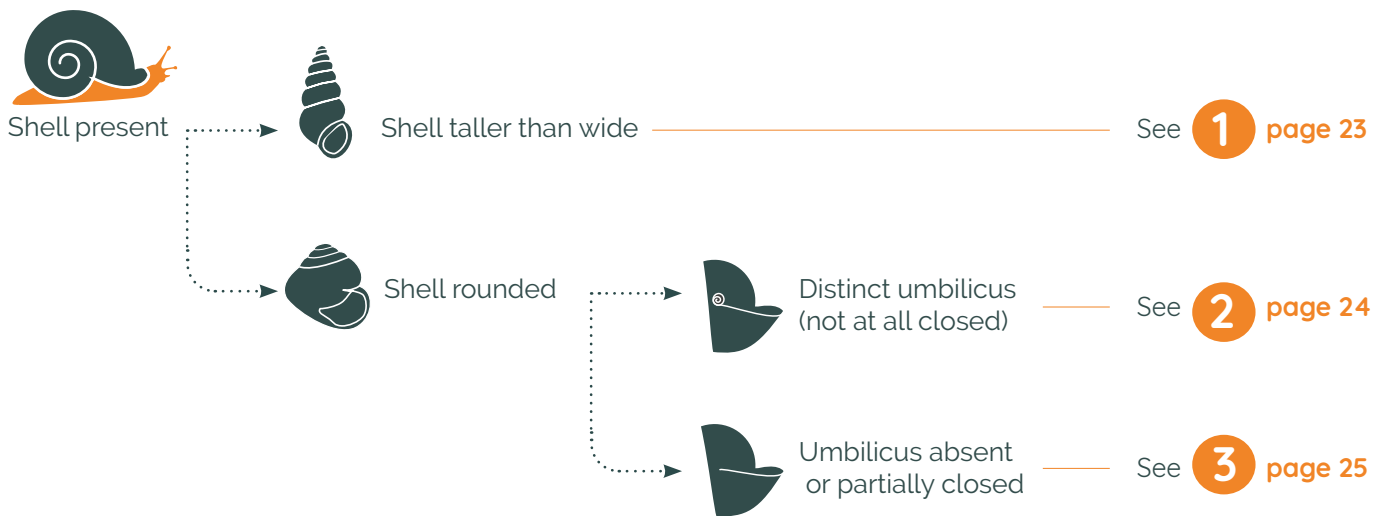 Shell present
Shell taller than wide
See 1 page 23
Shell rounded
Distinct umbilicus
(not at all closed)
See 2 page 24
Umbilicus absent
or partially closed
See 3 page 25